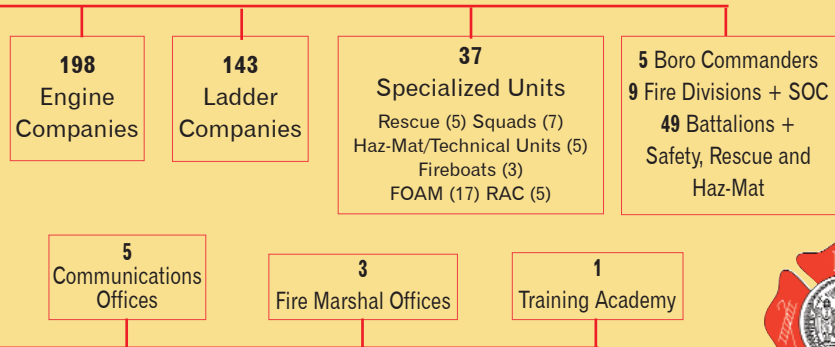 198
Engine
Companies
143
Ladder
Companies
37
Specialized Units
Rescue (5) Squads (7)
Haz-Mat/Technical Units (5)
Fireboats (3)
FOAM (17) RAC (5)
5 Boro Commanders
9 Fire Divisions + SOC
49 Battalions +
Safety, Rescue and
Haz-Mat
5
Communications
Offices
3
Fire Marshal Offices
1
Training Academy